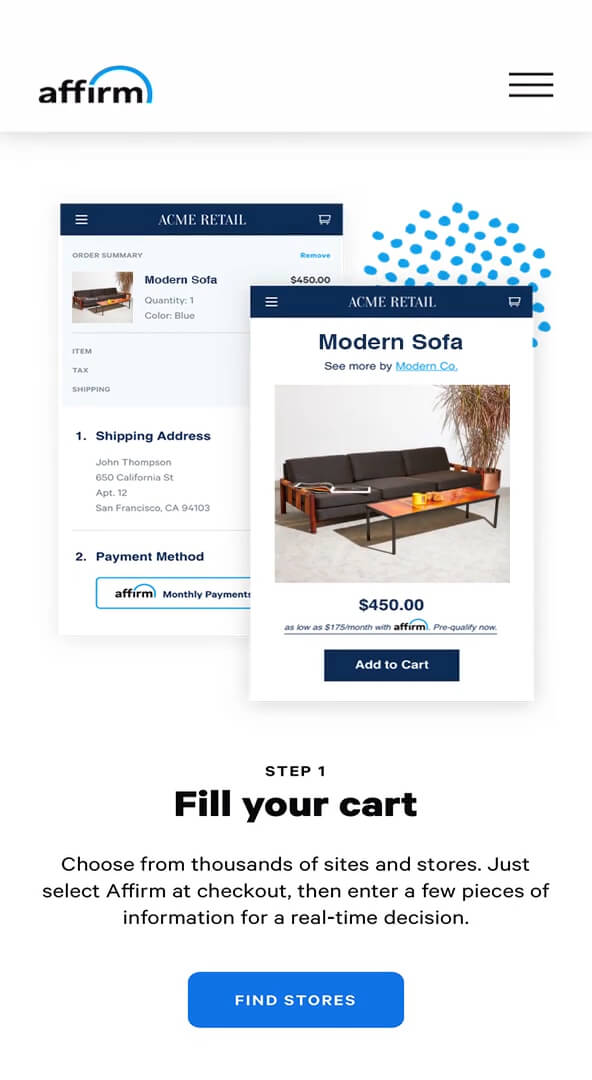 affirm
ACME RETAIL
ORDER SUMMARY Remove
Modern Sofa $450.00
Quantity: 1
Color: Blue
ITEM
TAX
SHIPPING
1. Shipping Address
John Thompson
650 California St
Apt. 12
San Francisco, CA 94103
2. Payment Method
affirm Monthly Payments
ACME RETAIL
Modern Sofa
See more by Modern Co.
$450.00
as low as $175/month with affirm. Pre-qualify now.
Add to Cart
STEP 1
Fill your cart
Choose from thousands of sites and stores. Just
select Affirm at checkout, then enter a few pieces of
information for a real-time decision.
FIND STORES